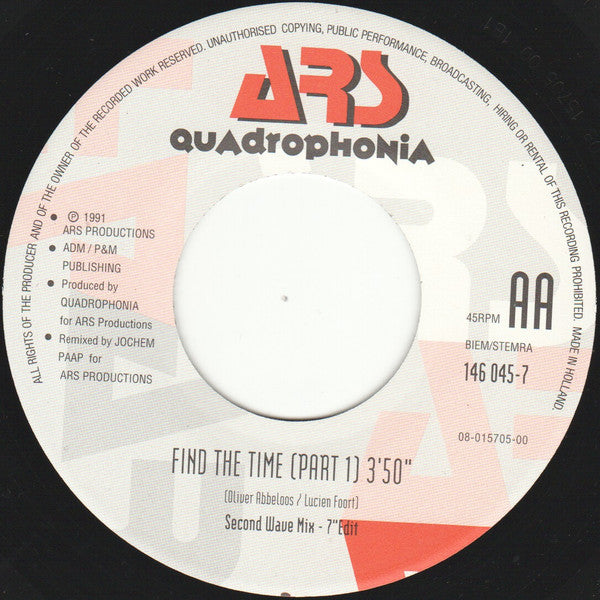 ALL RIGHTS OF THE PRODUCER AND OF THE OWNER OF THE RECORDED WORK RESERVED. UNAUTHORISED COPYING, PUBLIC PERFORMANCE, BROADCASTING, HIRING OR RENTAL OF THIS RECORDING PROHIBITED. MADE IN HOLLAND.
ARS
QUADROPHONIA
• ℗ 1991
ARS PRODUCTIONS
• ADM / P&M
PUBLISHING
• Produced by
QUADROPHONIA
for ARS Productions
• Remixed by JOCHEM
PAAP for
ARS PRODUCTIONS
45RPM AA
BIEM/STEMRA
146 045-7
08-015705-00
FIND THE TIME (PART 1) 3'50"
(Oliver Abbeloos / Lucien Foort)
Second Wave Mix - 7"Edit